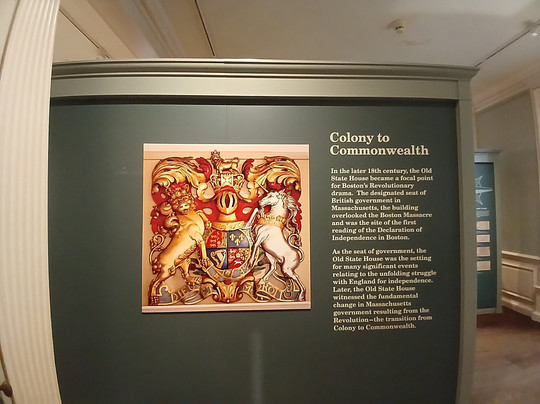 Colony to
Commonwealth
In the later 18th century, the Old
State House became a focal point
for Boston's Revolutionary
drama. The designated seat of
British government in
Massachusetts, the building
overlooked the Boston Massacre
and was the site of the first
reading of the Declaration of
Independence in Boston.
As the seat of government, the
Old State House was the setting
for many significant events
relating to the unfolding struggle
with England for independence.
Later, the Old State House
witnessed the fundamental
change in Massachusetts
government resulting from the
Revolution—the transition from
Colony to Commonwealth.